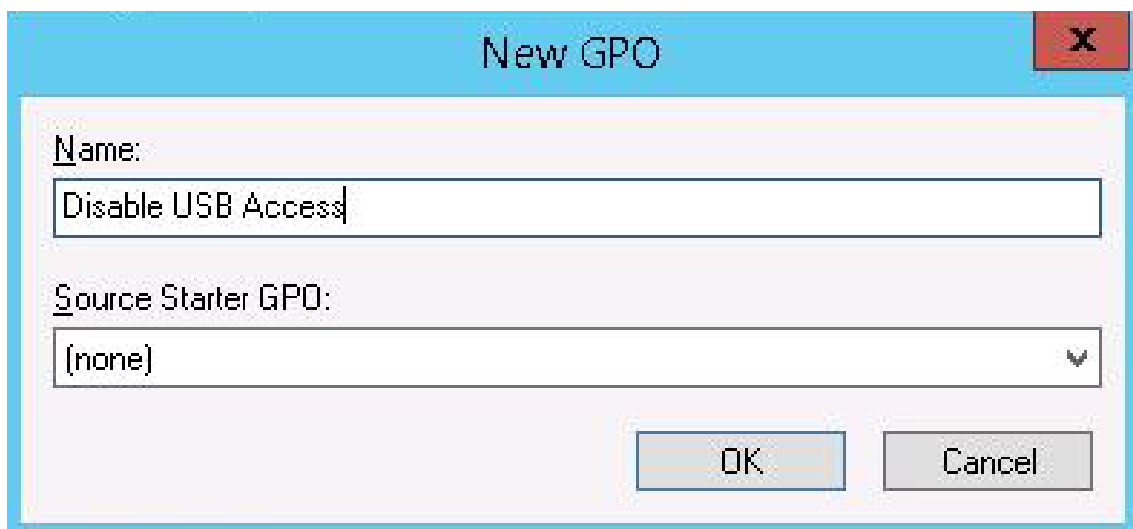 New GPO
x
Name:
Disable USB Access
Source Starter GPO:
(none)
OK Cancel